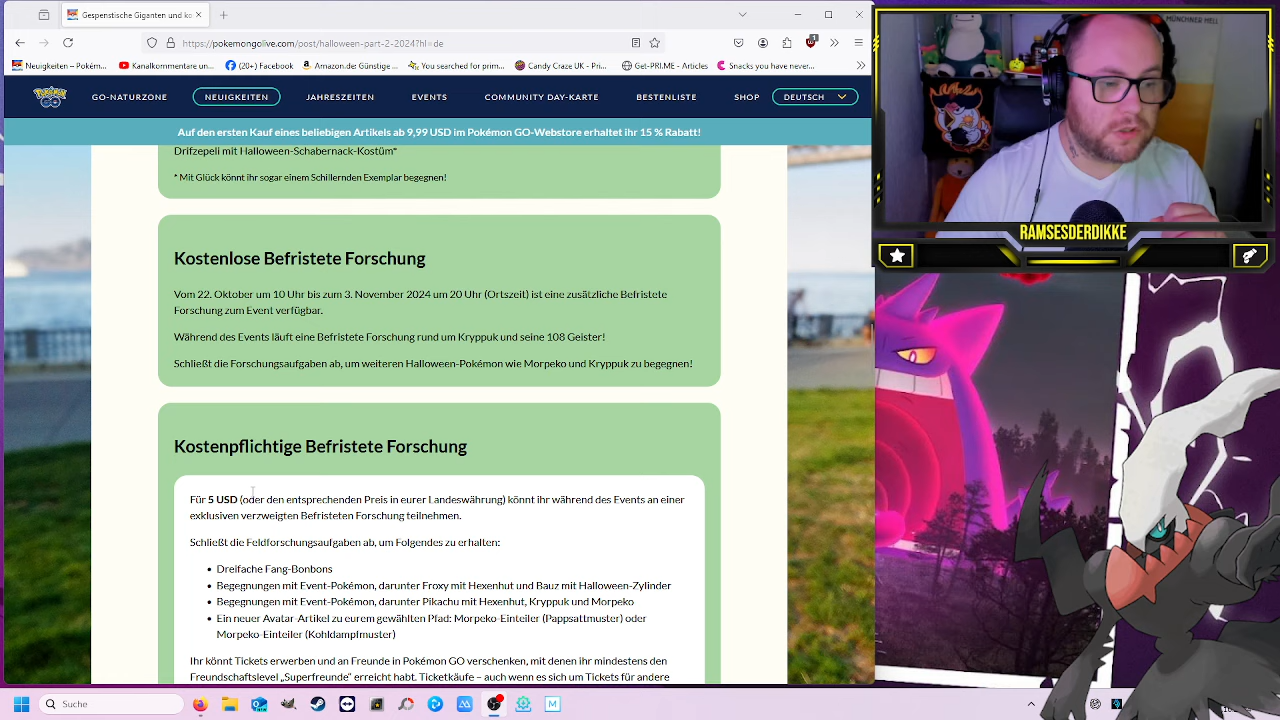 Gespenstische Giganten und ko
https://pokemongolive.com/post/halloween-part-2-2024?hl=de
1
Neuigkeiten – Pokém...
Kanalkommentare un...
(20+) Facebook
Amazon.de: Günstige ...
You searched for prim...
Candy Craze UK - Pri...
Get-PR1.ME - Articles
Snacks you have never...
GO-NATURZONE
NEUIGKEITEN
JAHRESZEITEN
EVENTS
COMMUNITY DAY-KARTE
BESTENLISTE
SHOP
DEUTSCH
Auf den ersten Kauf eines beliebigen Artikels ab 9,99 USD im Pokémon GO-Webstore erhaltet ihr 15 % Rabatt!
Drifzepeli mit Halloween-Schabernack-Kostüm*
* Mit Glück könnt ihr sogar einem Schillernden Exemplar begegnen!
Kostenlose Befristete Forschung
Vom 22. Oktober um 10 Uhr bis zum 3. November 2024 um 20 Uhr (Ortszeit) ist eine zusätzliche Befristete
Forschung zum Event verfügbar.
Während des Events läuft eine Befristete Forschung rund um Kryppuk und seine 108 Geister!
Schließt die Forschungsaufgaben ab, um weiteren Halloween-Pokémon wie Morpeko und Kryppuk zu begegnen!
Kostenpflichtige Befristete Forschung
Für 5 USD (oder den entsprechenden Preis in eurer Landeswährung) könnt ihr während des Events an einer
exklusiven verzweigten Befristeten Forschung teilnehmen.
Schließt die Feldforschungsaufgaben ab, um Folgendes zu erhalten:
• Dreifache Fang-Bonbons
• Begegnungen mit Event-Pokémon, darunter Froxy mit Hexenhut und Bauz mit Halloween-Zylinder
• Begegnungen mit Event-Pokémon, darunter Pikachu mit Hexenhut, Kryppuk und Morpeko
• Ein neuer Avatar-Artikel zu eurem gewählten Pfad: Morpeko-Einteiler (Pappsattmuster) oder
Morpeko-Einteiler (Kohldampfmuster)
Ihr könnt Tickets erwerben und an Freunde in Pokémon GO verschenken, mit denen ihr mindestens den
Freundschaftslevel „Superfreunde“ erreicht habt. Ticketkäufe – auch wenn es sich um Tickets für andere
Suche
MÜNCHNER HELL
RAMSESDERDIKKE